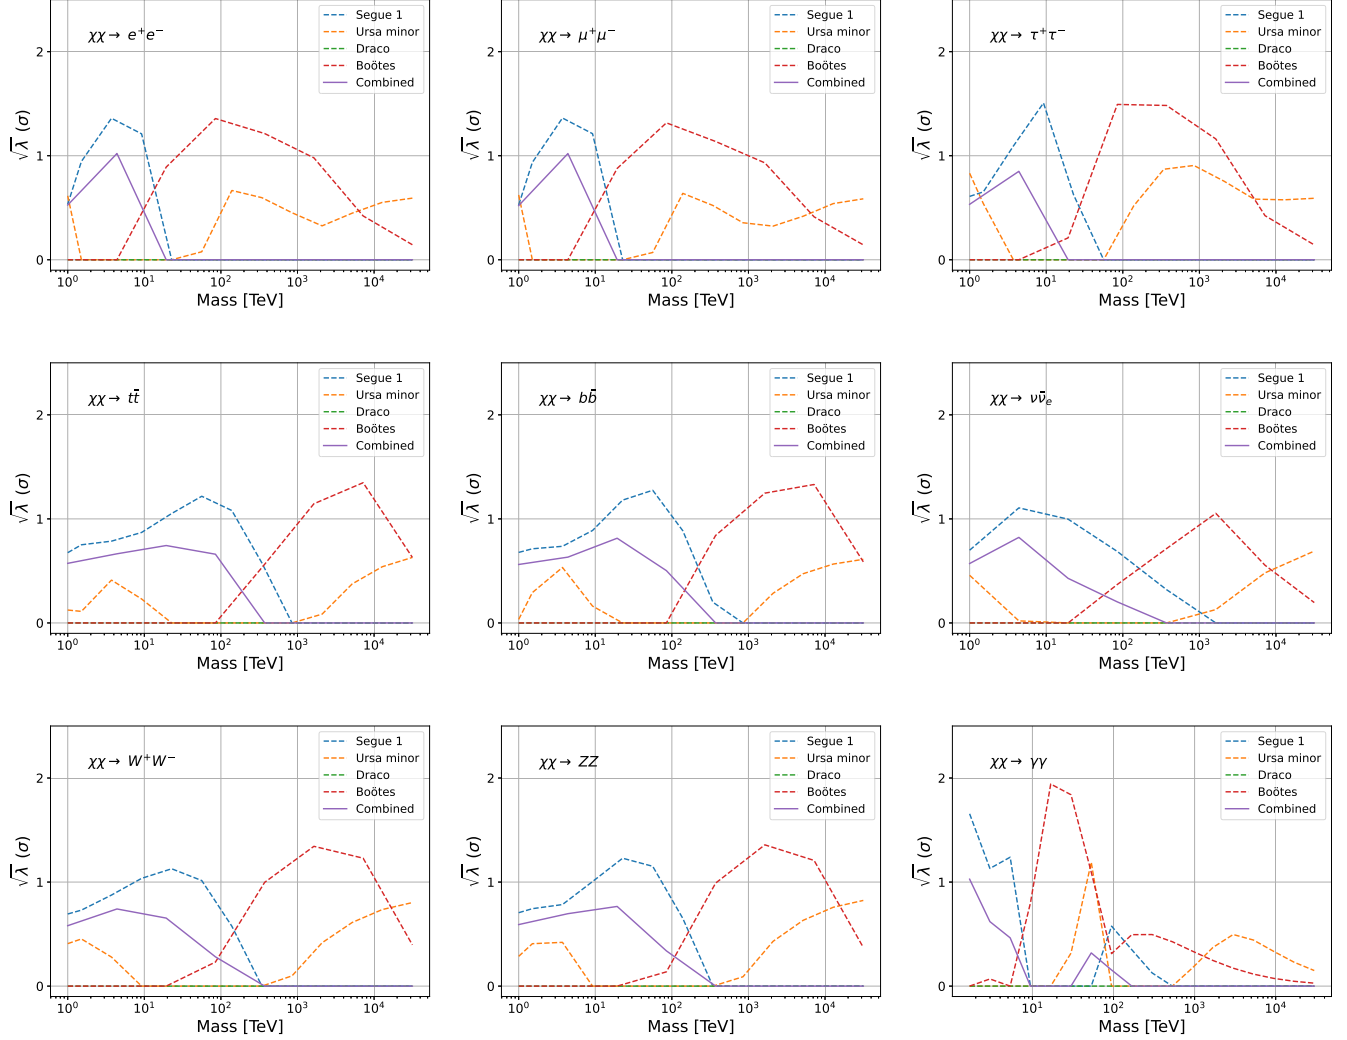 χχ→ e⁺e⁻
Segue 1
Ursa minor
Draco
Boötes
Combined
√λ (σ)
2
1
0
10⁰ 10¹ 10² 10³ 10⁴
Mass [TeV]
χχ→ μ⁺μ⁻
Segue 1
Ursa minor
Draco
Boötes
Combined
√λ (σ)
2
1
0
10⁰ 10¹ 10² 10³ 10⁴
Mass [TeV]
χχ→ τ⁺τ⁻
Segue 1
Ursa minor
Draco
Boötes
Combined
√λ (σ)
2
1
0
10⁰ 10¹ 10² 10³ 10⁴
Mass [TeV]
χχ→ tt̄
Segue 1
Ursa minor
Draco
Boötes
Combined
√λ (σ)
2
1
0
10⁰ 10¹ 10² 10³ 10⁴
Mass [TeV]
χχ→ bb̄
Segue 1
Ursa minor
Draco
Boötes
Combined
√λ (σ)
2
1
0
10⁰ 10¹ 10² 10³ 10⁴
Mass [TeV]
χχ→ νν̄ₑ
Segue 1
Ursa minor
Draco
Boötes
Combined
√λ (σ)
2
1
0
10⁰ 10¹ 10² 10³ 10⁴
Mass [TeV]
χχ→ W⁺W⁻
Segue 1
Ursa minor
Draco
Boötes
Combined
√λ (σ)
2
1
0
10⁰ 10¹ 10² 10³ 10⁴
Mass [TeV]
χχ→ ZZ
Segue 1
Ursa minor
Draco
Boötes
Combined
√λ (σ)
2
1
0
10⁰ 10¹ 10² 10³ 10⁴
Mass [TeV]
χχ→ γγ
Segue 1
Ursa minor
Draco
Boötes
Combined
√λ (σ)
2
1
0
10¹ 10² 10³ 10⁴
Mass [TeV]